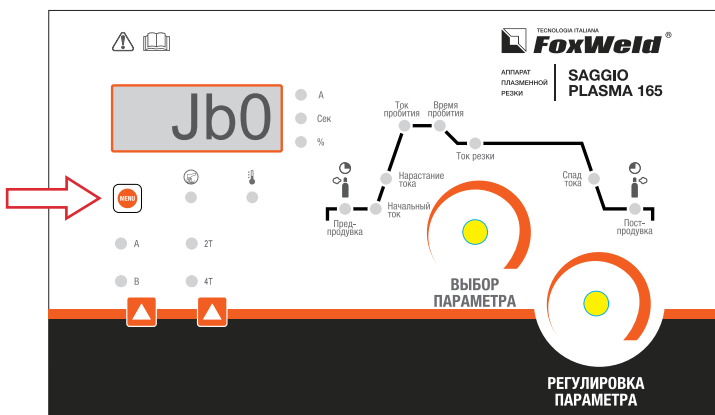 TECNOLOGIA ITALIANA
FoxWeld®
АППАРАТ
ПЛАЗМЕННОЙ
РЕЗКИ
SAGGIO
PLASMA 165
Jb0
A
Сек
%
Ток
пробития
Время
пробития
Ток резки
Нарастание
тока
Начальный
ток
Пред-
продувка
Спад
тока
Пост-
продувка
MENU
A
2T
B
4T
ВЫБОР
ПАРАМЕТРА
РЕГУЛИРОВКА
ПАРАМЕТРА